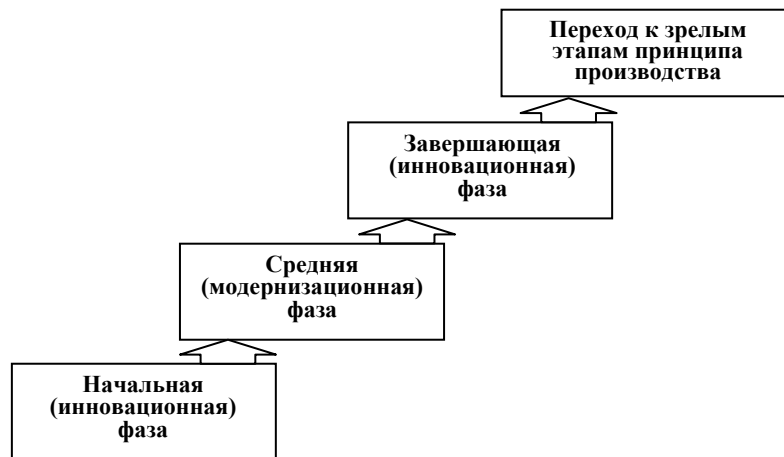 Переход к зрелым
этапам принципа
производства
Завершающая
(инновационная)
фаза
Средняя
(модернизационная)
фаза
Начальная
(инновационная)
фаза